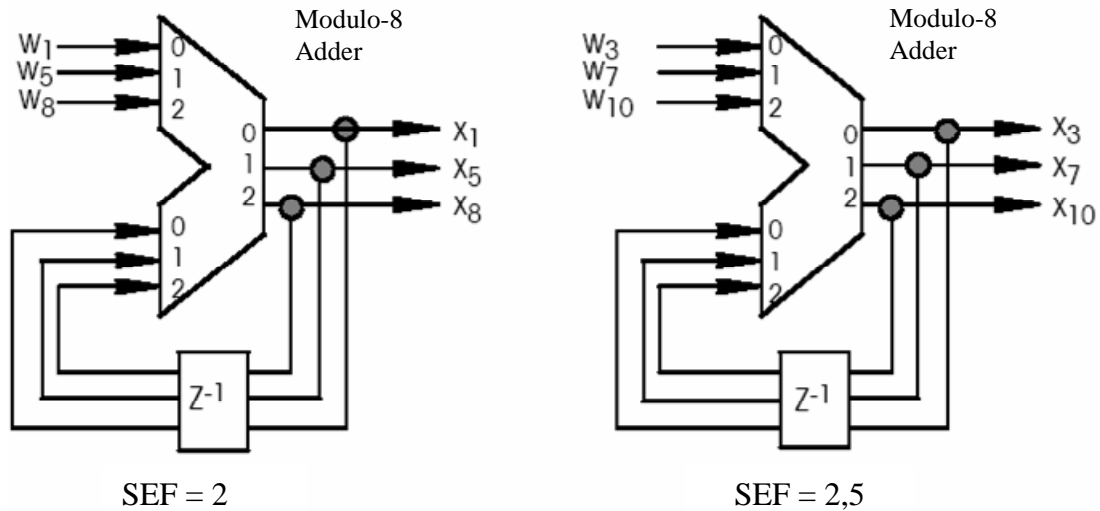 Modulo-8
Adder
W1
W5
W8
0
1
2
0
1
2
X1
X5
X8
0
1
2
Z-1
SEF = 2
Modulo-8
Adder
W3
W7
W10
0
1
2
0
1
2
X3
X7
X10
0
1
2
Z-1
SEF = 2,5